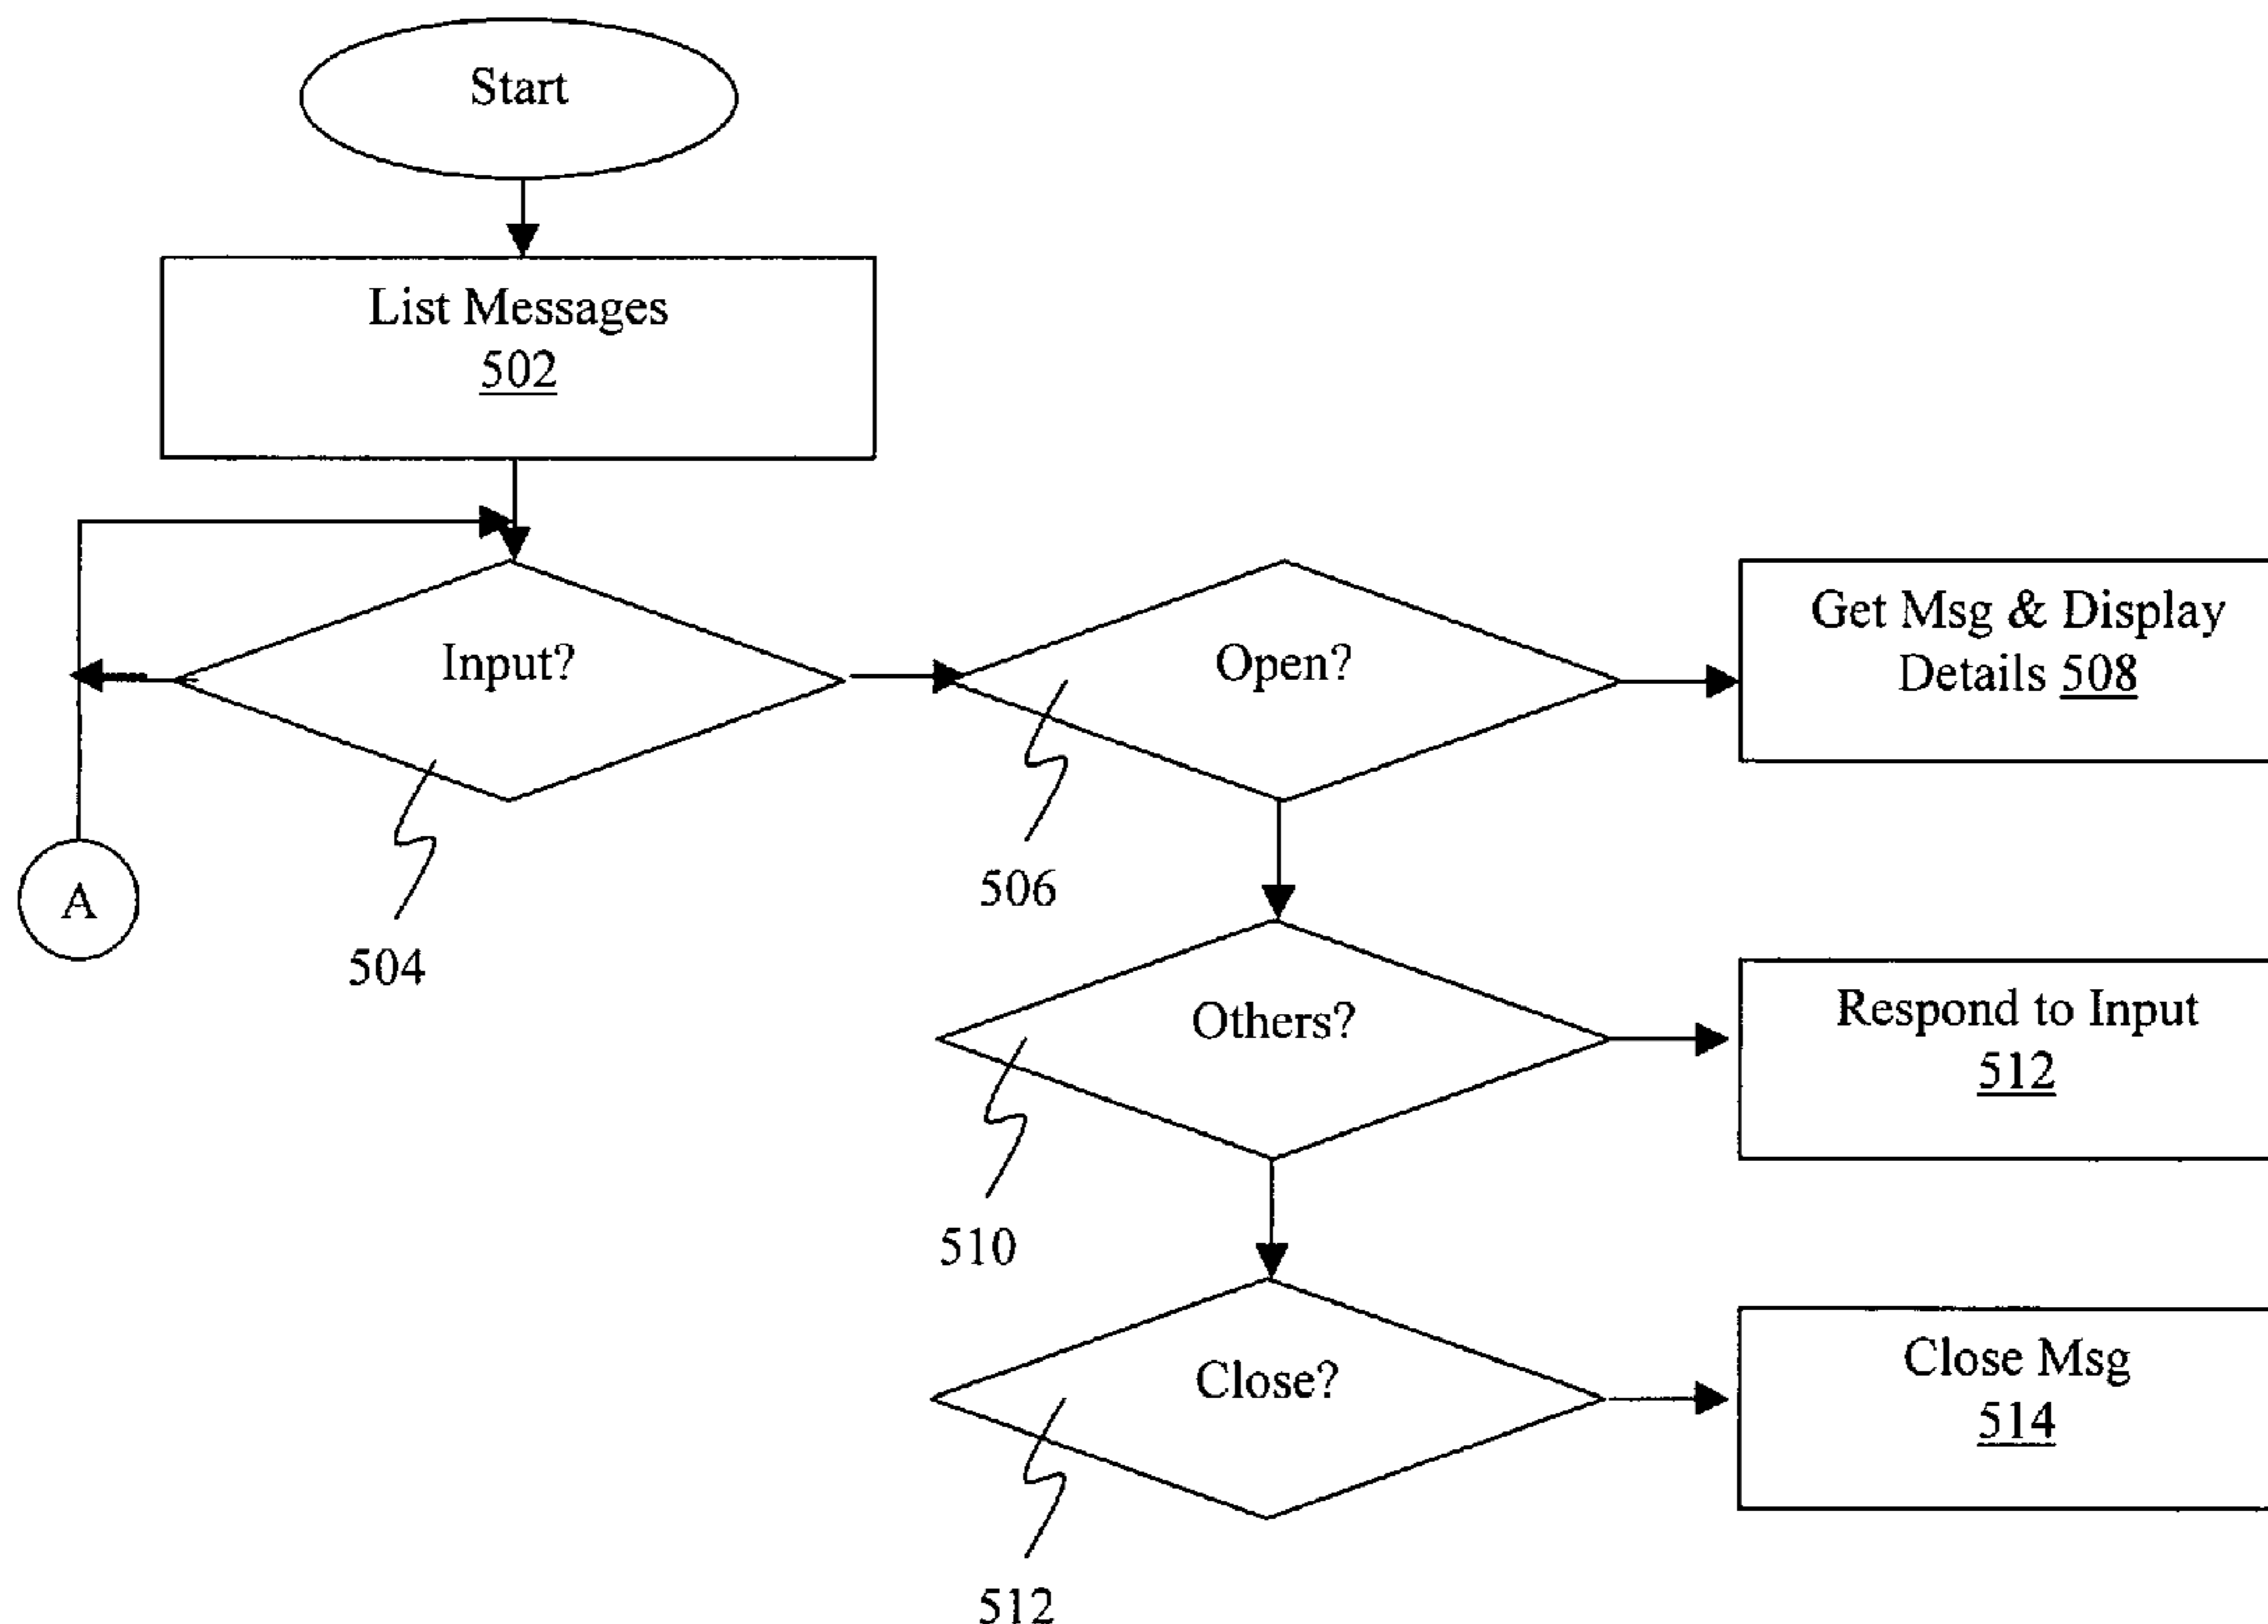 Start
List Messages
502
Input?
Open?
Get Msg & Display
Details 508
506
A
504
Others?
Respond to Input
512
510
Close?
Close Msg
514
512